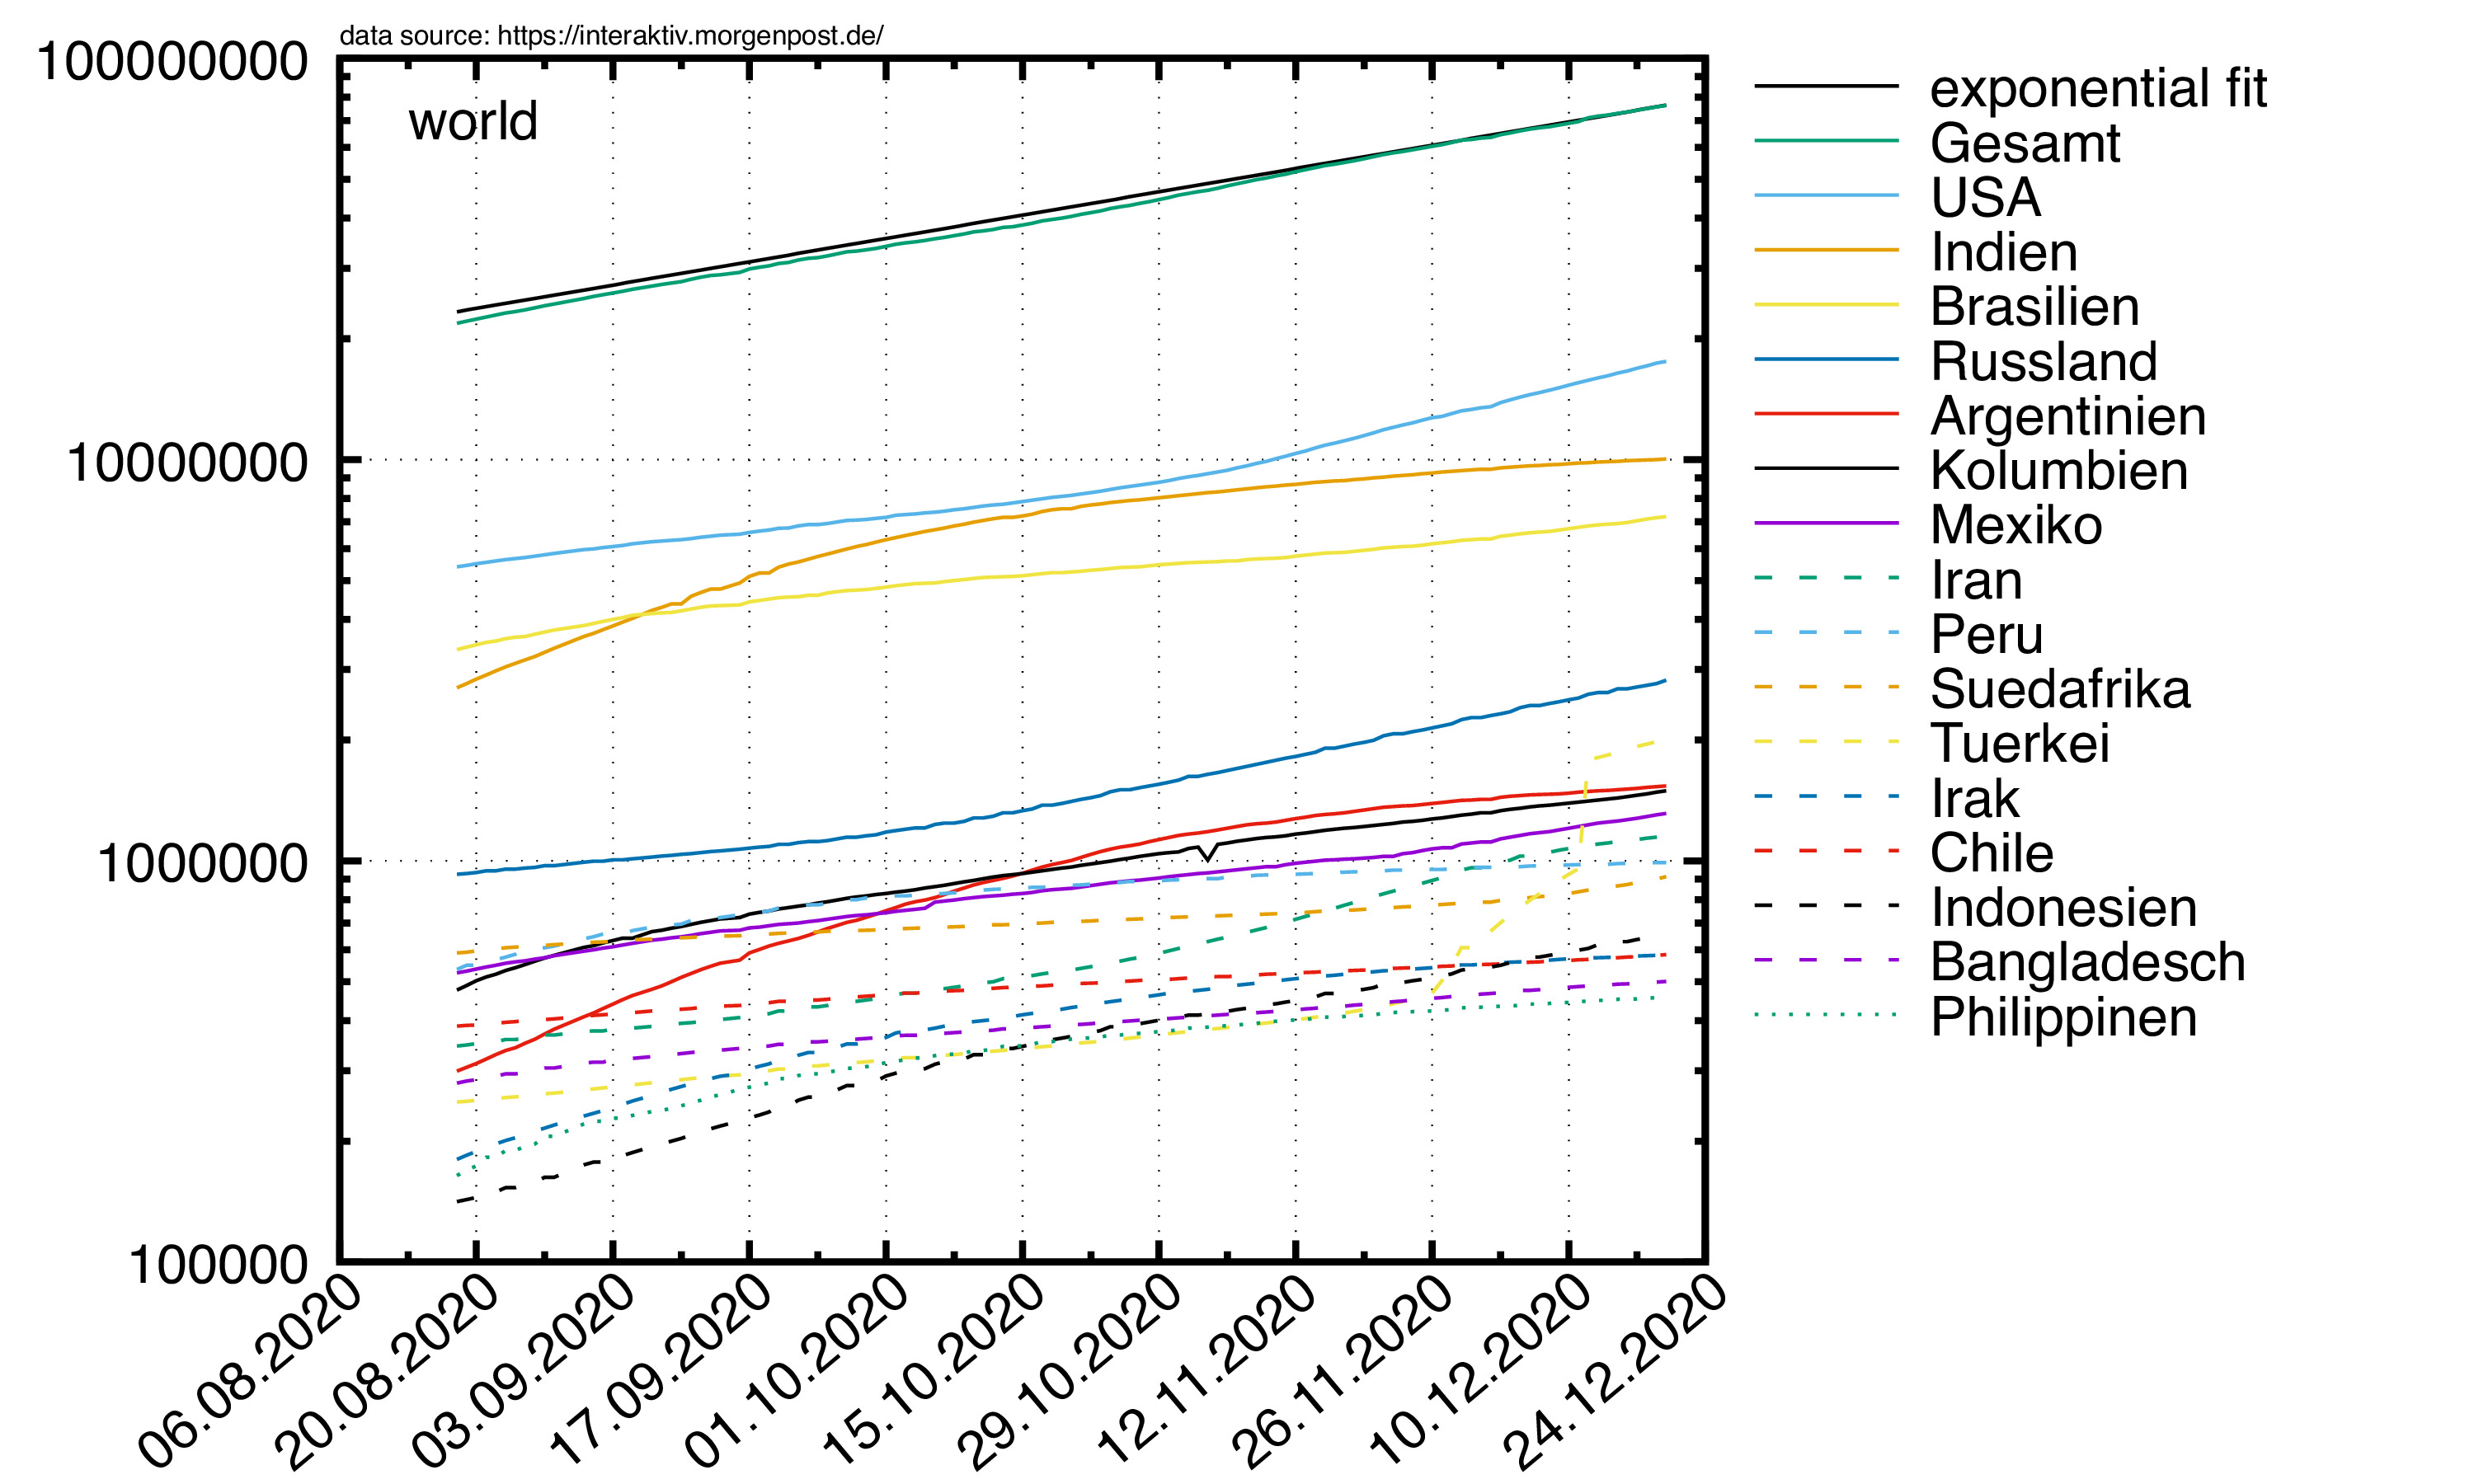 data source: https://interaktiv.morgenpost.de/
world
100000000
10000000
1000000
100000
06.08.2020
20.08.2020
03.09.2020
17.09.2020
01.10.2020
15.10.2020
29.10.2020
12.11.2020
26.11.2020
10.12.2020
24.12.2020
exponential fit
Gesamt
USA
Indien
Brasilien
Russland
Argentinien
Kolumbien
Mexiko
Iran
Peru
Suedafrika
Tuerkei
Irak
Chile
Indonesien
Bangladesch
Philippinen